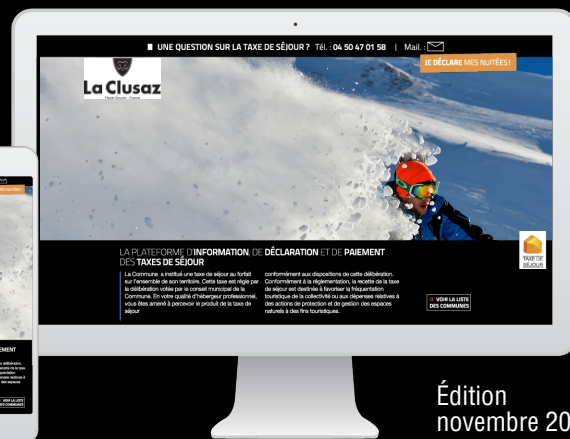 UNE QUESTION SUR LA TAXE DE SÉJOUR ? Tél. : 04 50 47 01 58 | Mail. :
JE DÉCLARE MES NUITÉES !
La Clusaz
LA PLATEFORME D'INFORMATION, DE DÉCLARATION ET DE PAIEMENT
DES TAXES DE SÉJOUR
La Commune a institué une taxe de séjour au forfait
sur l'ensemble de son territoire. Cette taxe est régie par
la délibération votée par le conseil municipal de la
Commune. En votre qualité d'hébergeur professionnel,
vous êtes amené à percevoir le produit de la taxe de
séjour
conformément aux dispositions de cette délibération.
Conformément à la réglementation, la recette de la taxe
de séjour est destinée à favoriser la fréquentation
touristique de la collectivité ou aux dépenses relatives à
des actions de protection et de gestion des espaces
naturels à des fins touristiques.
TAXE DE
SÉJOUR
VOIR LA LISTE
DES COMMUNES
EMENT
VOIR LA LISTE
DES COMMUNES
Édition
novembre 20